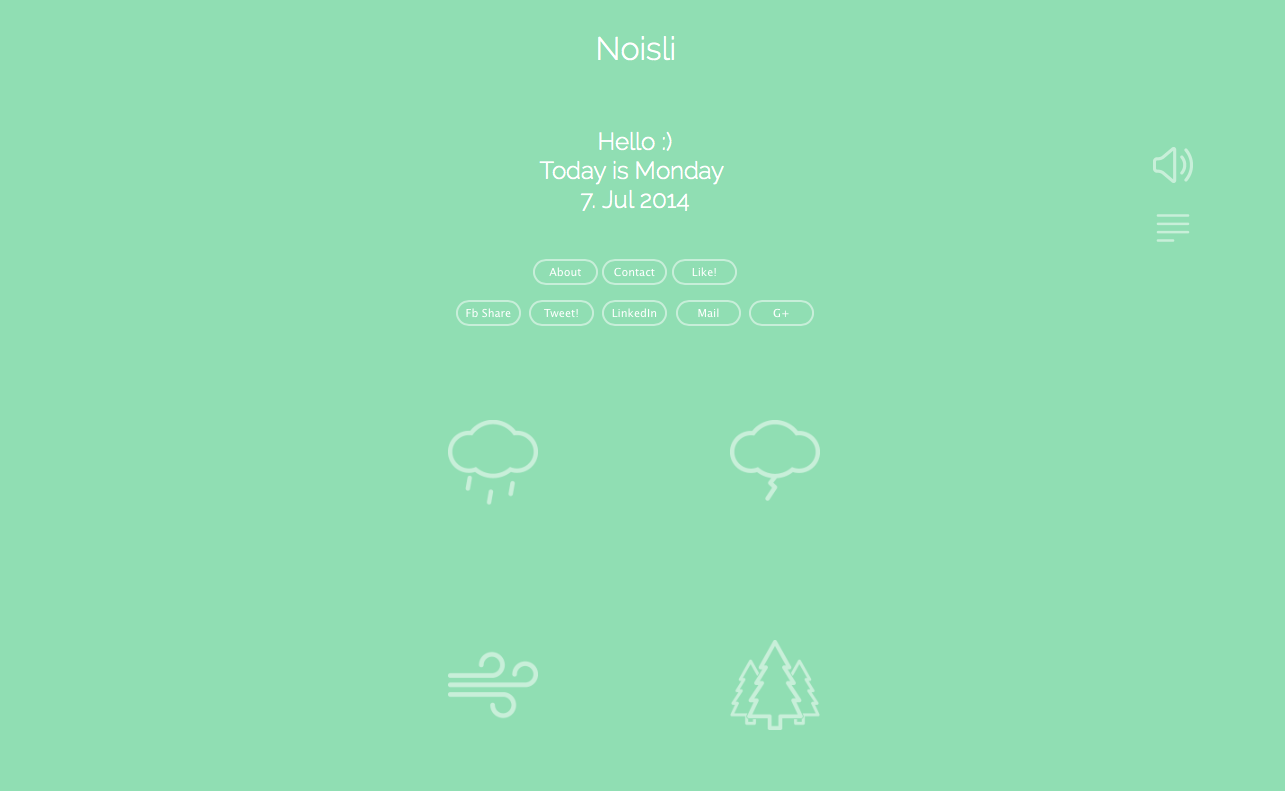 Noisli
Hello :)
Today is Monday
7. Jul 2014
About Contact Like!
Fb Share Tweet! LinkedIn Mail G+